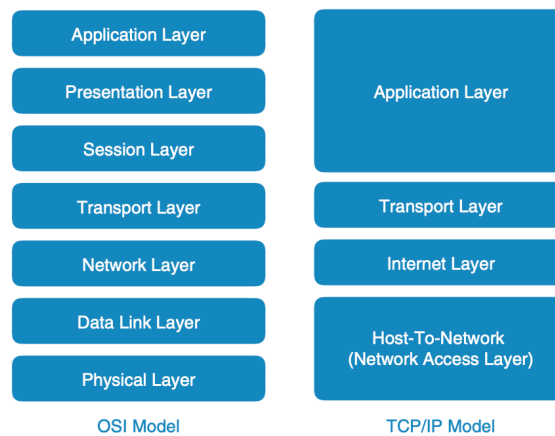 Application Layer
Presentation Layer
Session Layer
Transport Layer
Network Layer
Data Link Layer
Physical Layer
OSI Model
Application Layer
Transport Layer
Internet Layer
Host-To-Network
(Network Access Layer)
TCP/IP Model